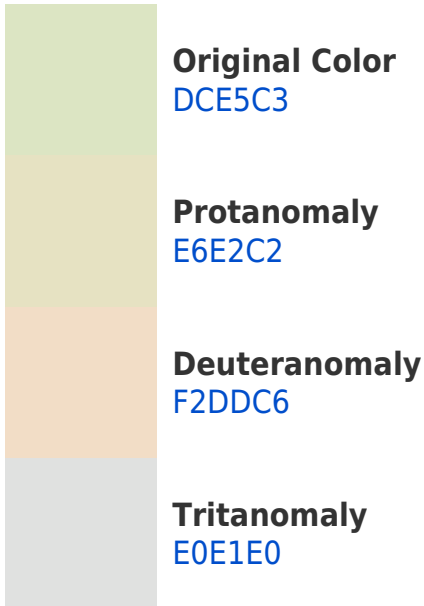 Original Color
DCE5C3
Protanomaly
E6E2C2
Deuteranomaly
F2DDC6
Tritanomaly
E0E1E0